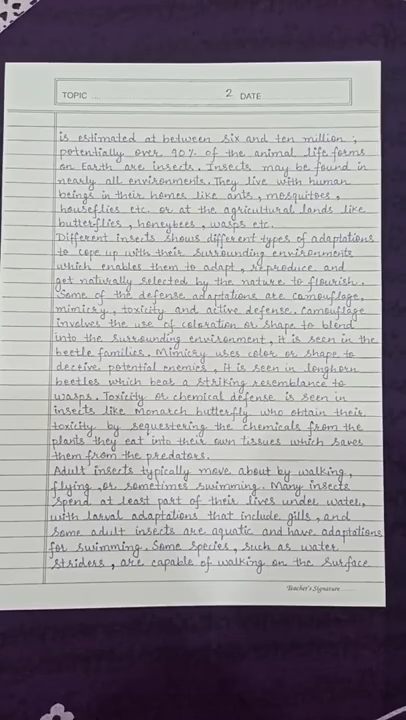 TOPIC
2 DATE
is estimated at between six and ten million ;
potentially over 90% of the animal life forms
on Earth are insects. Insects may be found in
nearly all environments. They live with human
beings in their homes like ants, mosquitoes,
houseflies etc. or at the agricultural lands like
butterflies, honeybees, wasps etc.
Different insects shows different types of adaptations
to cope up with their surrounding environments
which enables them to adapt, reproduce and
get naturally selected by the nature to flourish.
Some of the defense adaptations are camouflage,
mimicry, toxicity and active defense. Camouflage
involves the use of coloration or shape to blend
into the surrounding environment, it is seen in the
beetle families. Mimicry uses color or shape to
deceive potential enemies, it is seen in longhorn
beetles which bear a striking resemblance to
wasps. Toxicity or chemical defense is seen in
insects like Monarch butterfly who obtain their
toxicity by sequestering the chemicals from the
plants they eat into their own tissues which saves
them from the predators.
Adult insects typically move about by walking,
flying, or sometimes swimming. Many insects
spend at least part of their lives under water,
with larval adaptations that include gills, and
some adult insects are aquatic and have adaptations
for swimming. Some species, such as water
striders, are capable of walking on the surface
Teacher's Signature